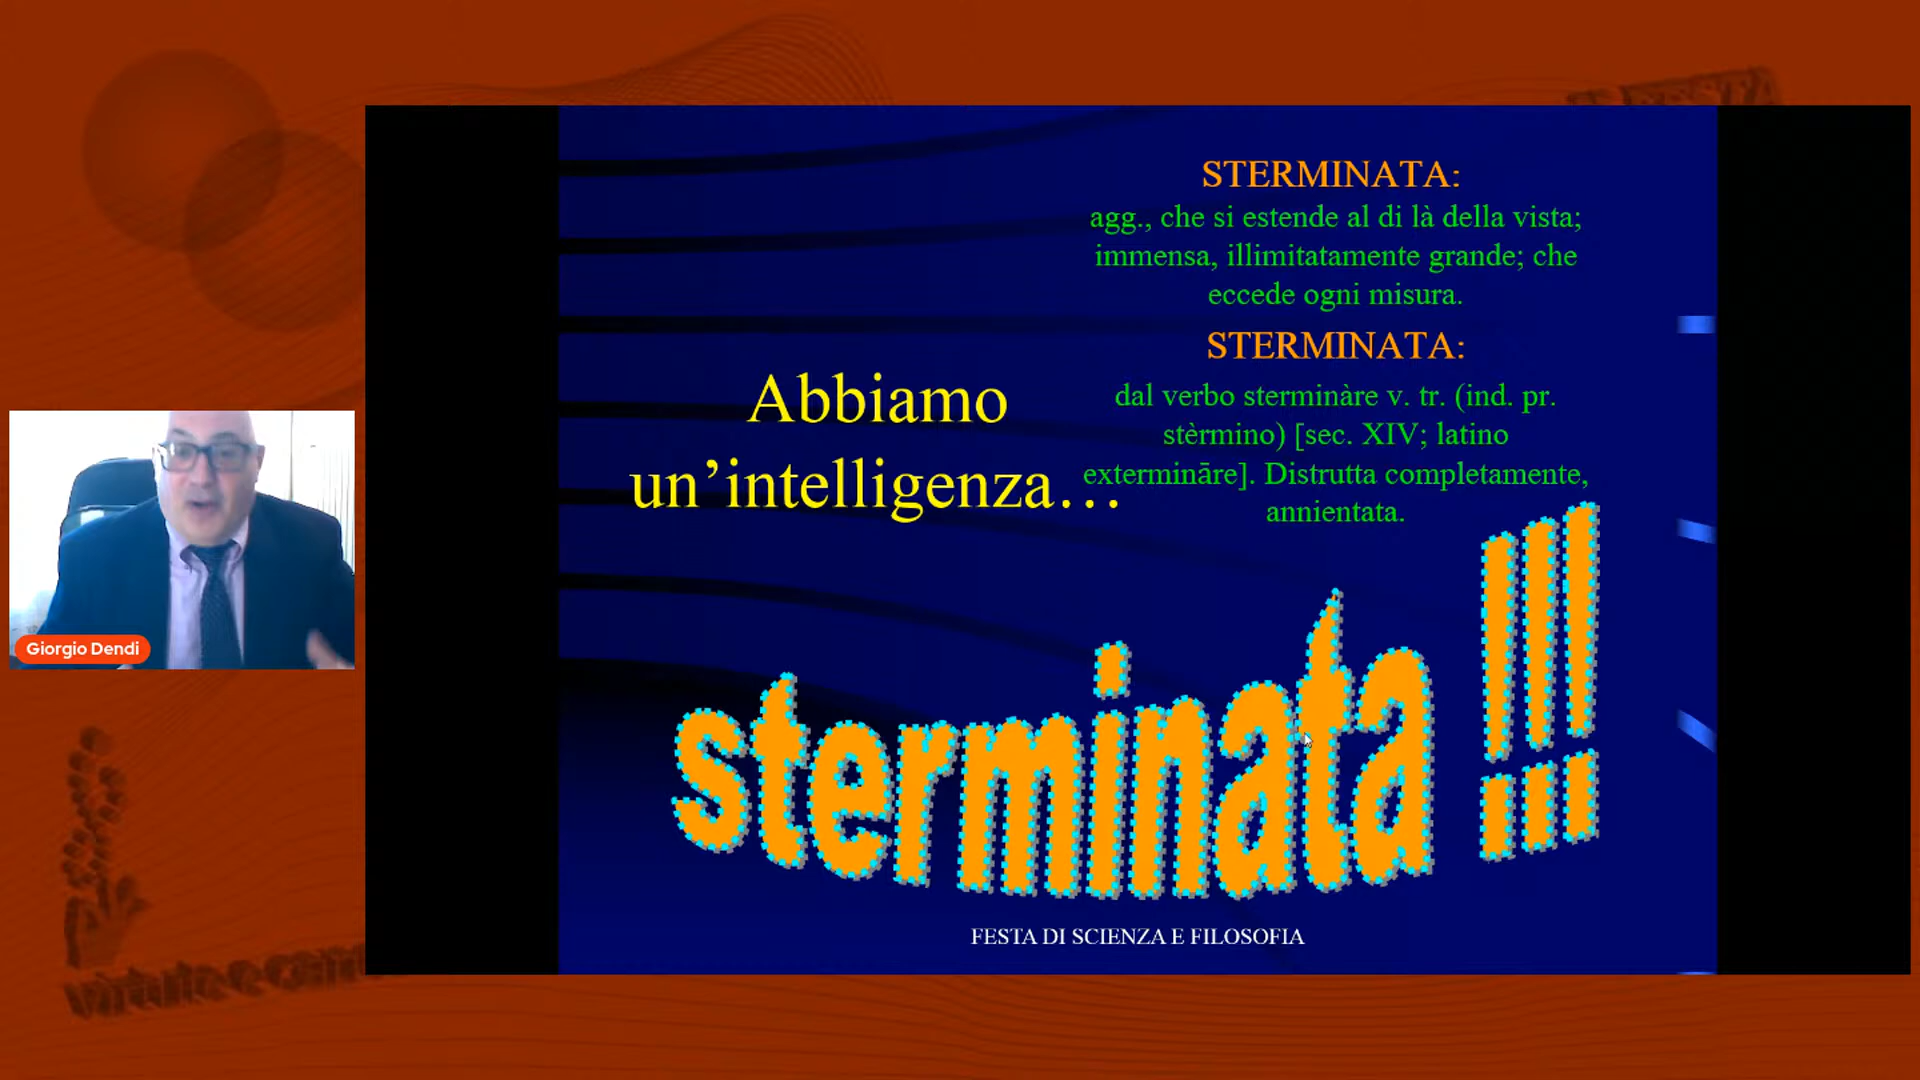 STERMINATA:
agg., che si estende al di là della vista;
immensa, illimitatamente grande; che
eccede ogni misura.
STERMINATA:
dal verbo sterminàre v. tr. (ind. pr.
stèrmino) [sec. XIV; latino
extermināre]. Distrutta completamente,
annientata.
Abbiamo
un’intelligenza…
sterminata !!!
FESTA DI SCIENZA E FILOSOFIA
Giorgio Dendi